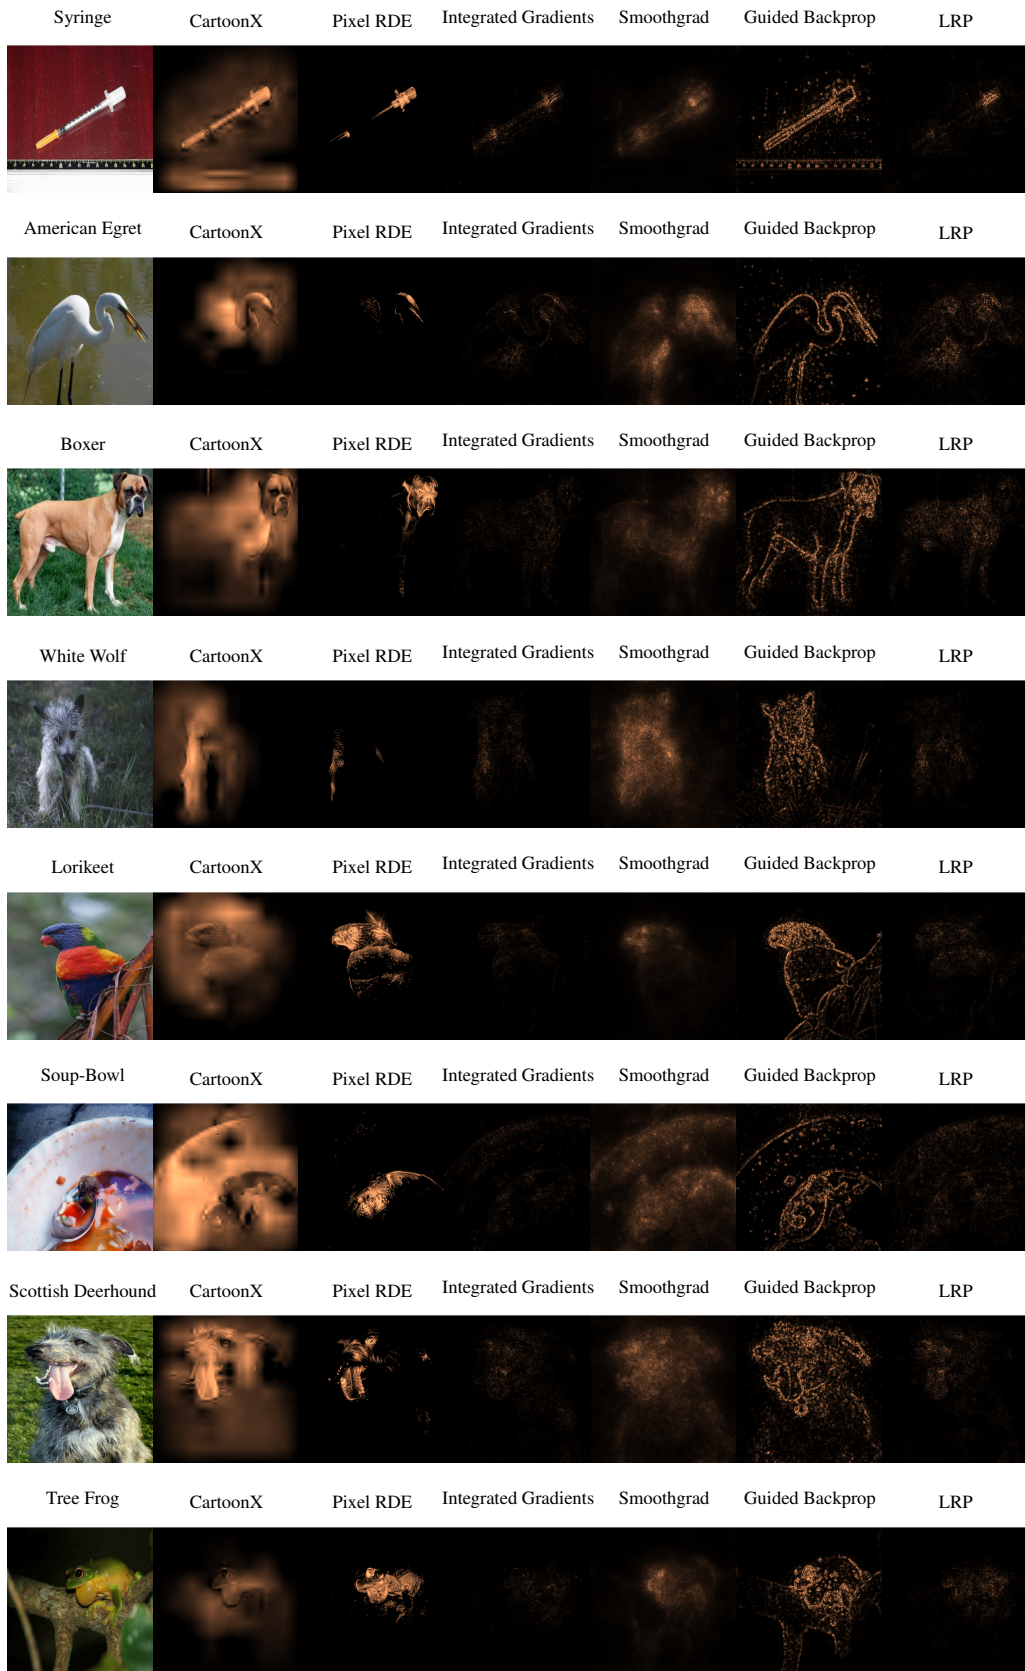 Syringe CartoonX Pixel RDE Integrated Gradients Smoothgrad Guided Backprop LRP
American Egret CartoonX Pixel RDE Integrated Gradients Smoothgrad Guided Backprop LRP
Boxer CartoonX Pixel RDE Integrated Gradients Smoothgrad Guided Backprop LRP
White Wolf CartoonX Pixel RDE Integrated Gradients Smoothgrad Guided Backprop LRP
Lorikeet CartoonX Pixel RDE Integrated Gradients Smoothgrad Guided Backprop LRP
Soup-Bowl CartoonX Pixel RDE Integrated Gradients Smoothgrad Guided Backprop LRP
Scottish Deerhound CartoonX Pixel RDE Integrated Gradients Smoothgrad Guided Backprop LRP
Tree Frog CartoonX Pixel RDE Integrated Gradients Smoothgrad Guided Backprop LRP